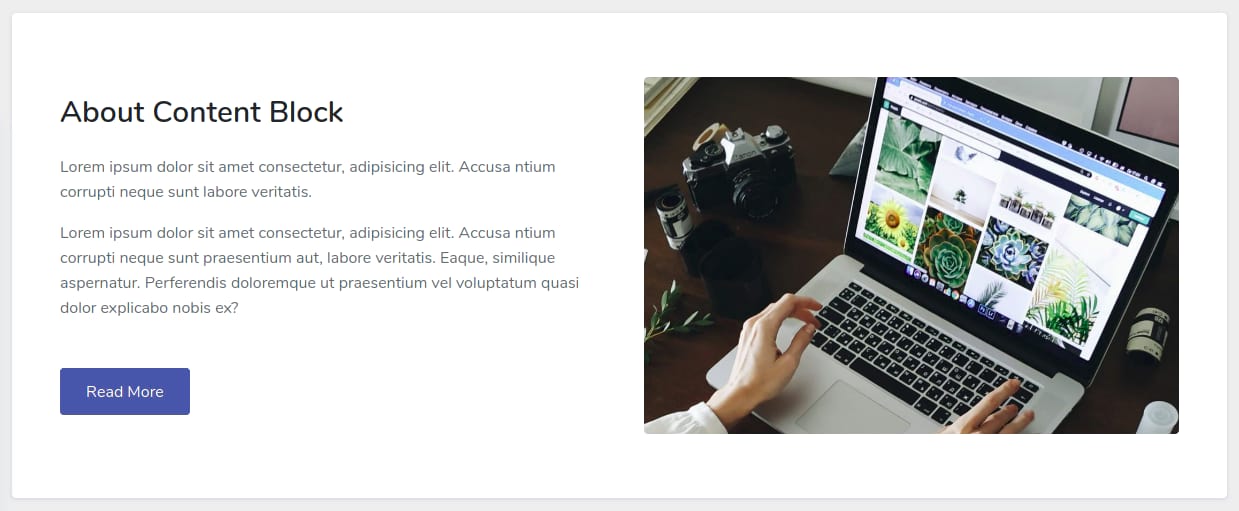 About Content Block
Lorem ipsum dolor sit amet consectetur, adipisicing elit. Accusa ntium
corrupti neque sunt labore veritatis.
Lorem ipsum dolor sit amet consectetur, adipisicing elit. Accusa ntium
corrupti neque sunt praesentium aut, labore veritatis. Eaque, similique
aspernatur. Perferendis doloremque ut praesentium vel voluptatum quasi
dolor explicabo nobis ex?
Read More
Canon